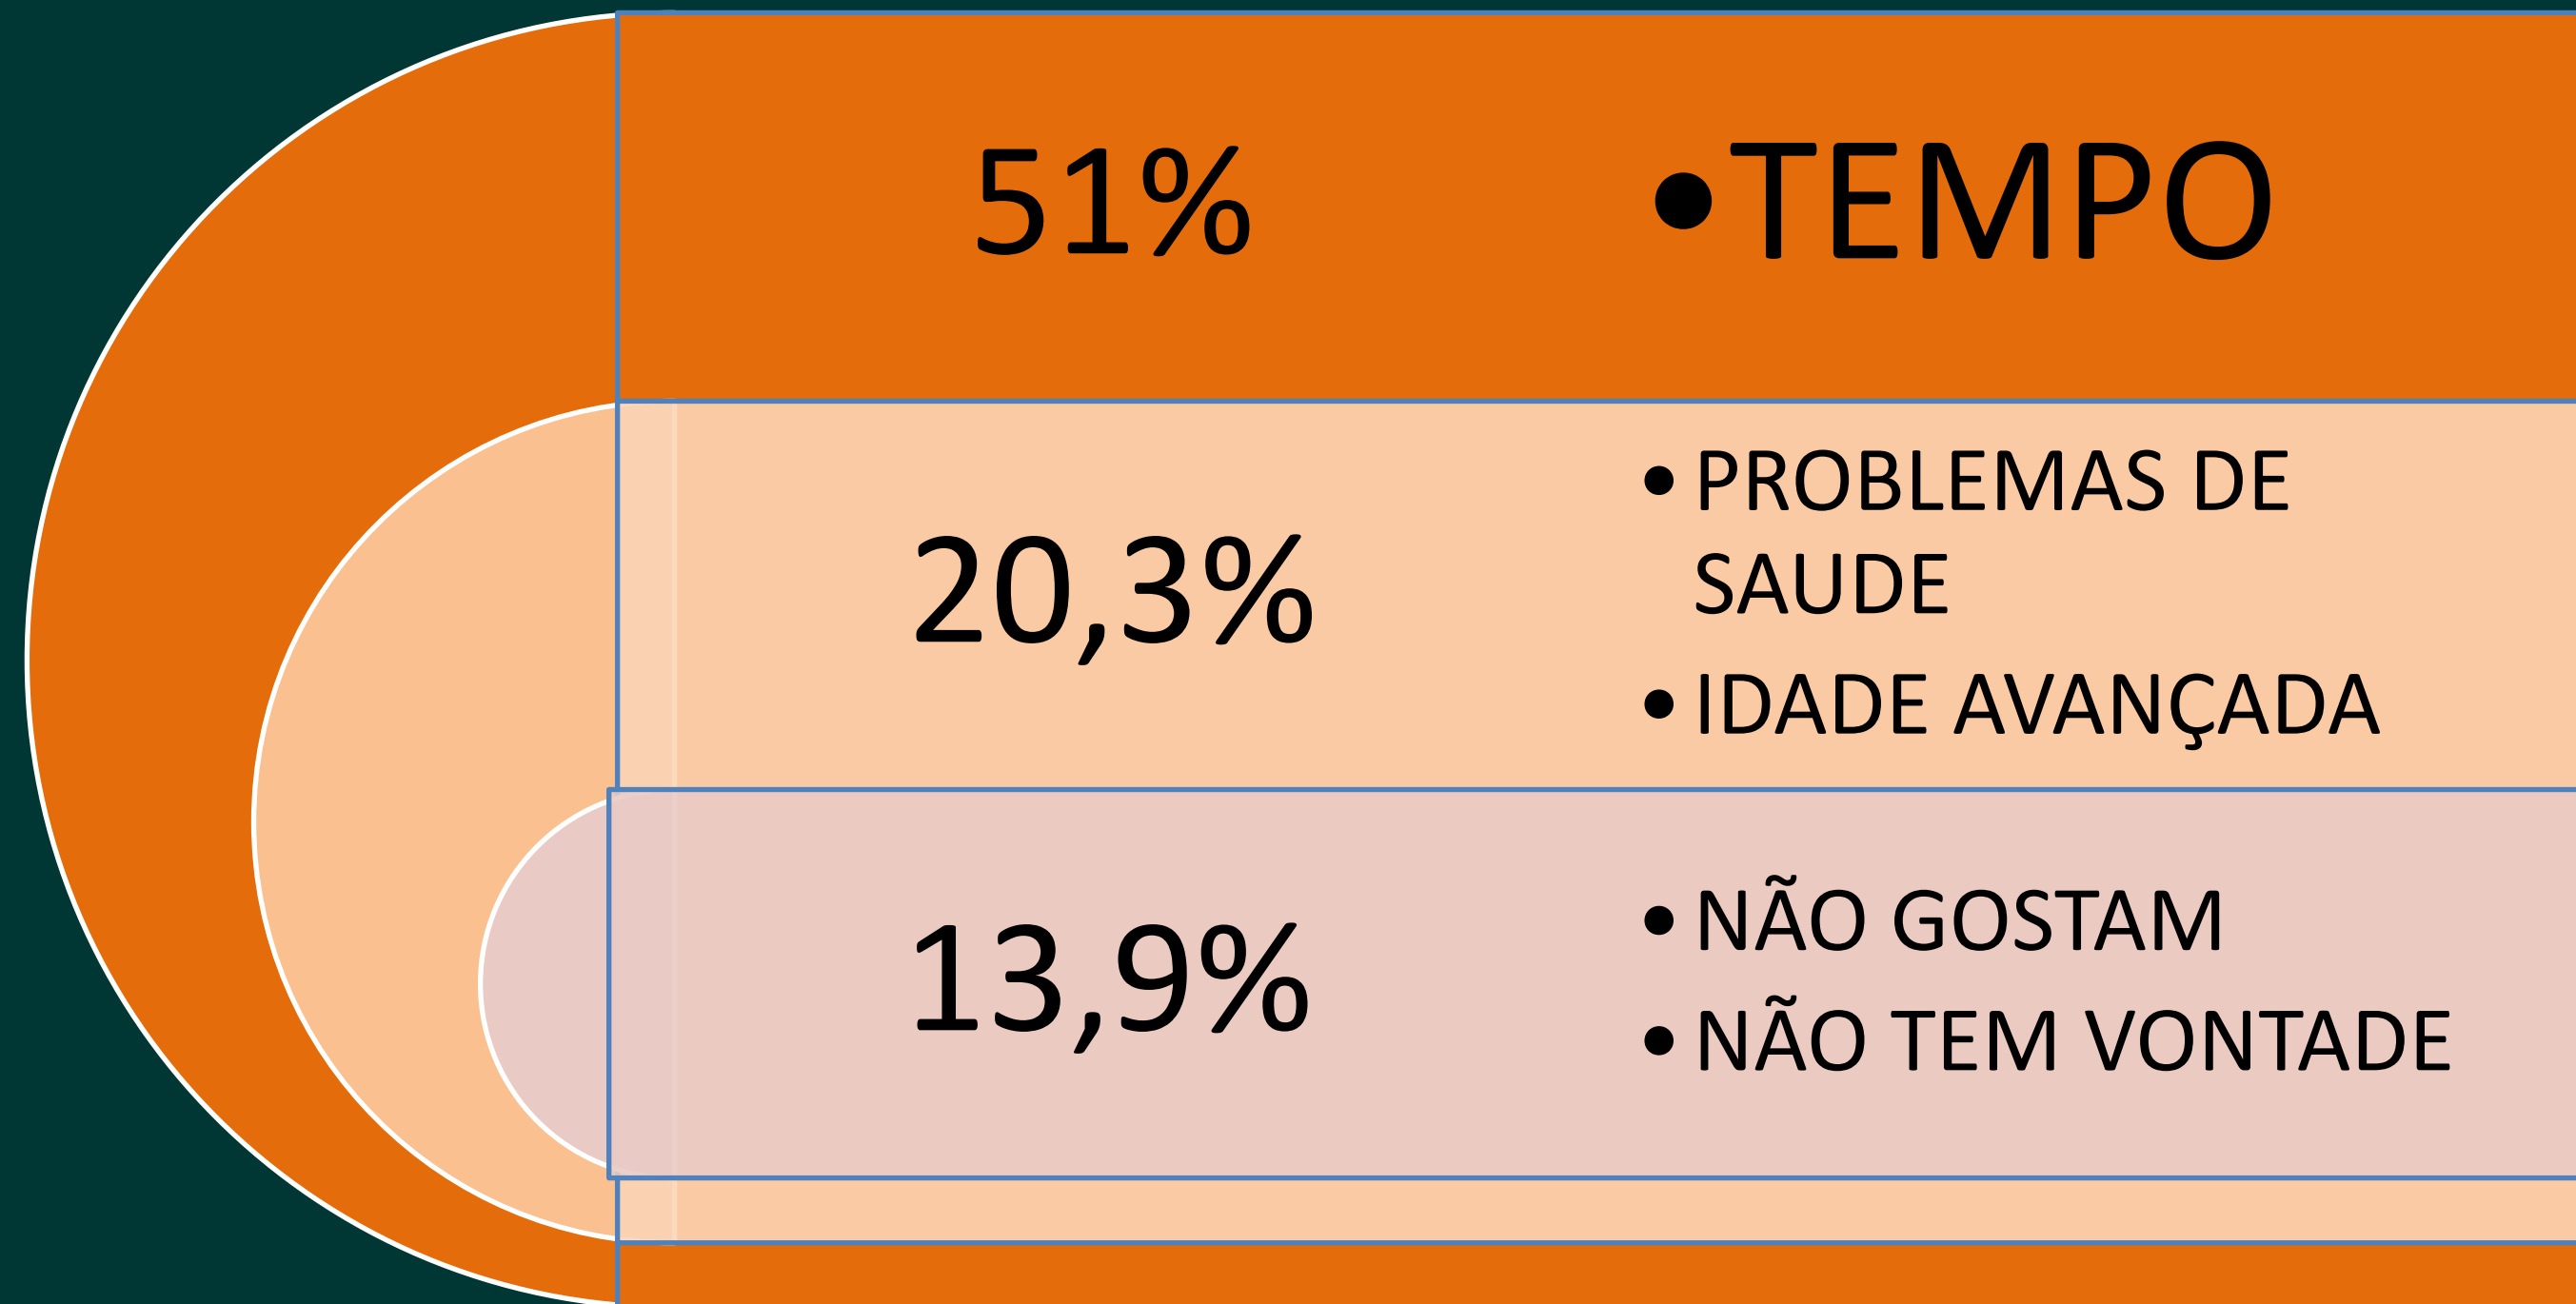 51%
•TEMPO
20,3%
• PROBLEMAS DE
SAUDE
• IDADE AVANÇADA
13,9%
• NÃO GOSTAM
• NÃO TEM VONTADE